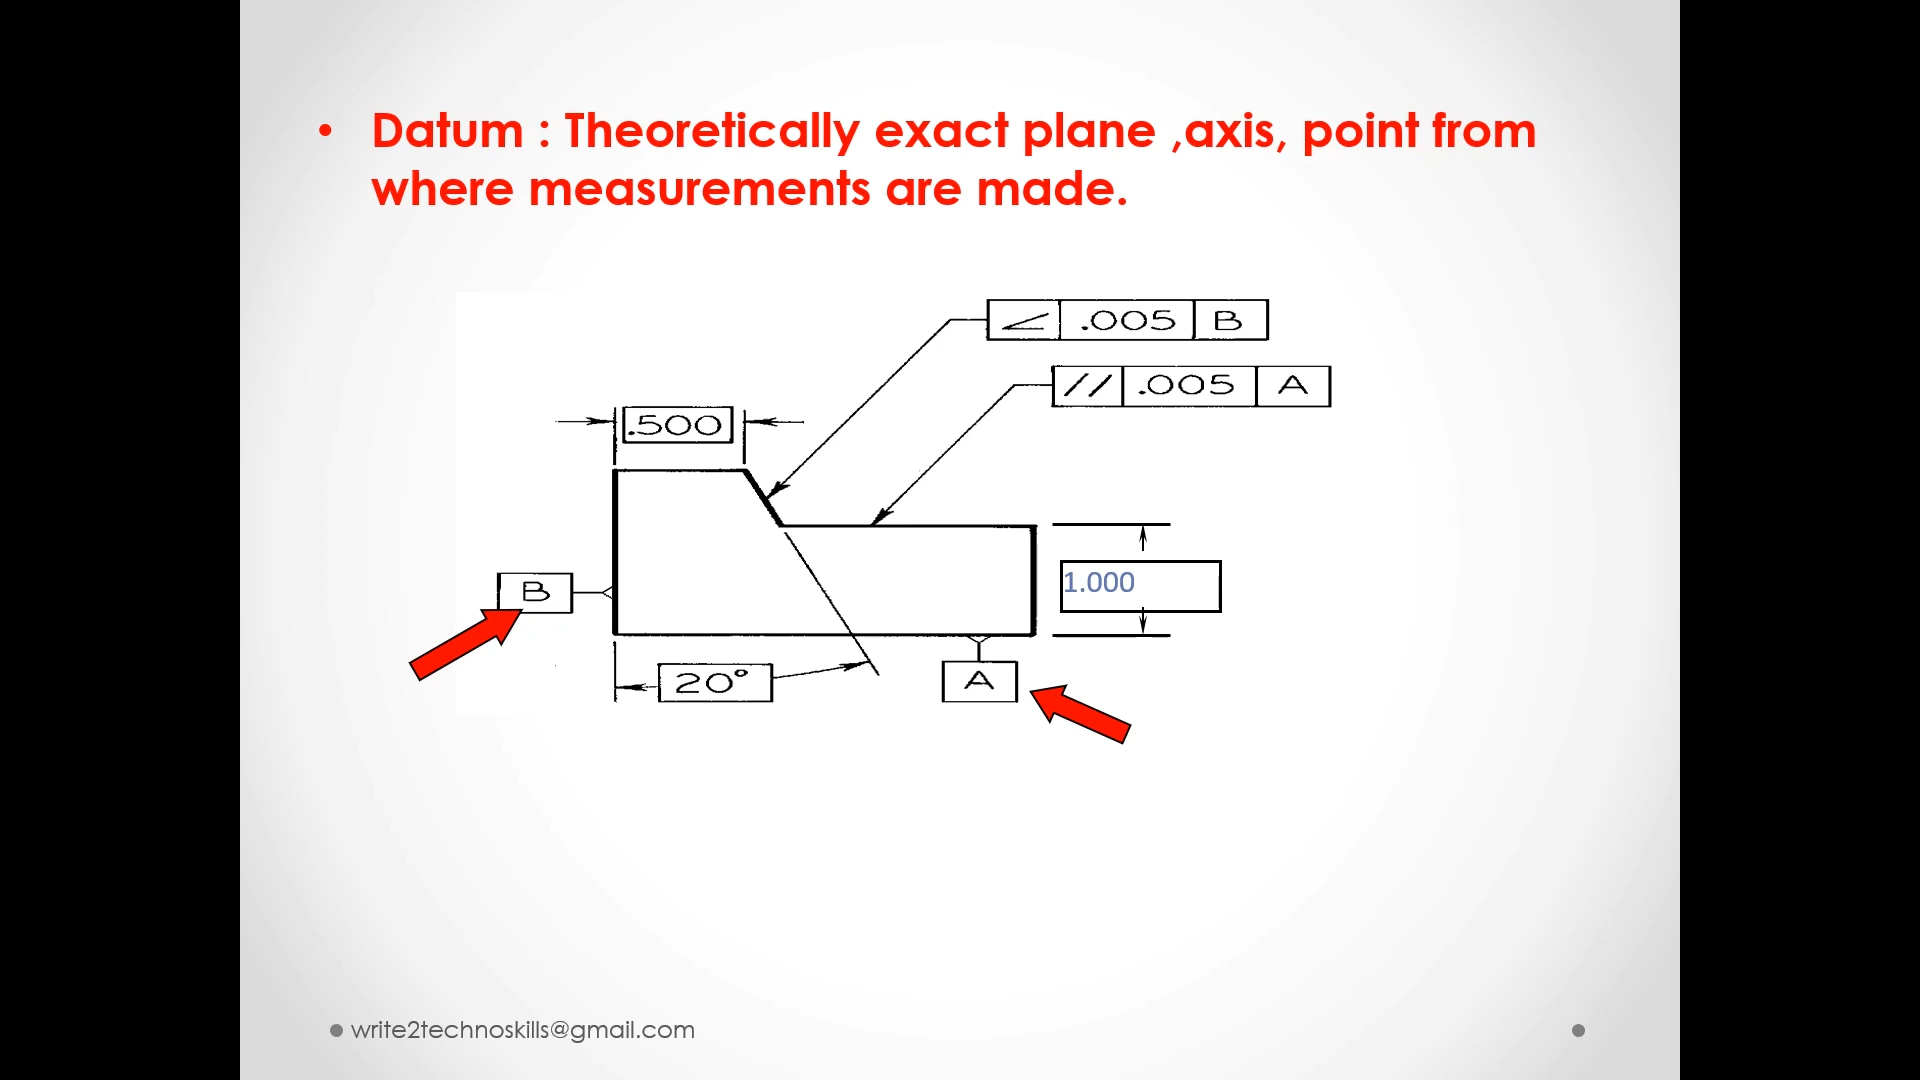 • Datum : Theoretically exact plane ,axis, point from
where measurements are made.
∠ .005 B
// .005 A
.500
1.000
B
20°
A
write2technoskills@gmail.com